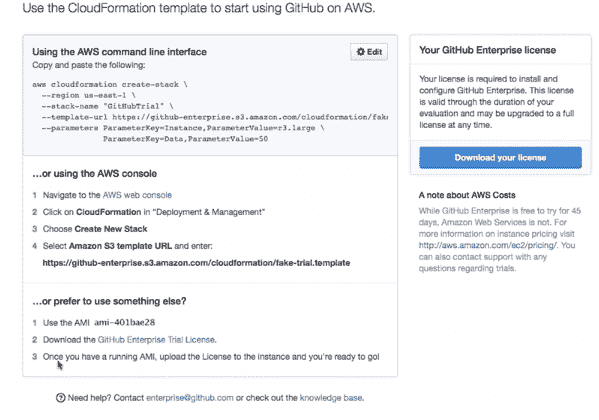 Use the CloudFormation template to start using GitHub on AWS.
Using the AWS command line interface
Edit
Copy and paste the following:
aws cloudformation create-stack \
--region us-east-1 \
--stack-name "GitHubTrial" \
--template-url https://github-enterprise.s3.amazon.com/cloudformation/fake
--parameters ParameterKey=Instance,ParameterValue=r3.large \
ParameterKey=Data,ParameterValue=50
...or using the AWS console
1 Navigate to the AWS web console
2 Click on CloudFormation in "Deployment & Management"
3 Choose Create New Stack
4 Select Amazon S3 template URL and enter:
https://github-enterprise.s3.amazon.com/cloudformation/fake-trial.template
...or prefer to use something else?
1 Use the AMI ami-401bae28
2 Download the GitHub Enterprise Trial License.
3 Once you have a running AMI, upload the License to the instance and you're ready to go!
Your GitHub Enterprise license
Your license is required to install and
configure GitHub Enterprise. This license
is valid through the duration of your
evaluation and may be upgraded to a full
license at any time.
Download your license
A note about AWS Costs
While GitHub Enterprise is free to try for 45
days, Amazon Web Services is not. For
more information on instance pricing visit
http://aws.amazon.com/ec2/pricing/. You
can also contact support with any
questions regarding trials.
Need help? Contact enterprise@github.com or check out the knowledge base.